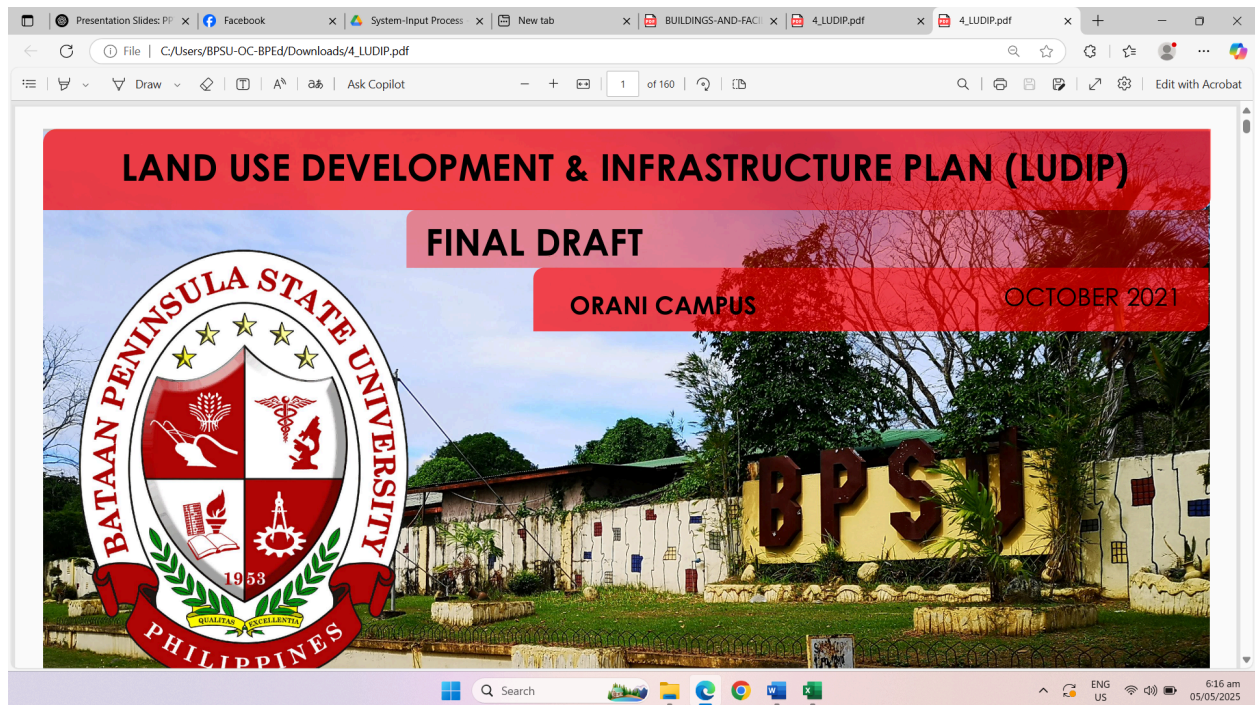 Presentation Slides: PP
Facebook
System-Input Process -
New tab
BUILDINGS-AND-FACI
4_LUDIP.pdf
4_LUDIP.pdf
File | C:/Users/BPSU-OC-BPEd/Downloads/4_LUDIP.pdf
Draw
Ask Copilot
1 of 160
Edit with Acrobat
LAND USE DEVELOPMENT & INFRASTRUCTURE PLAN (LUDIP)
FINAL DRAFT
ORANI CAMPUS
OCTOBER 2021
BATAAN PENINSULA STATE UNIVERSITY
1953
QUALITAS EXCELLENTIA
PHILIPPINES
BPSU
Search
ENG
US
6:16 am
05/05/2025